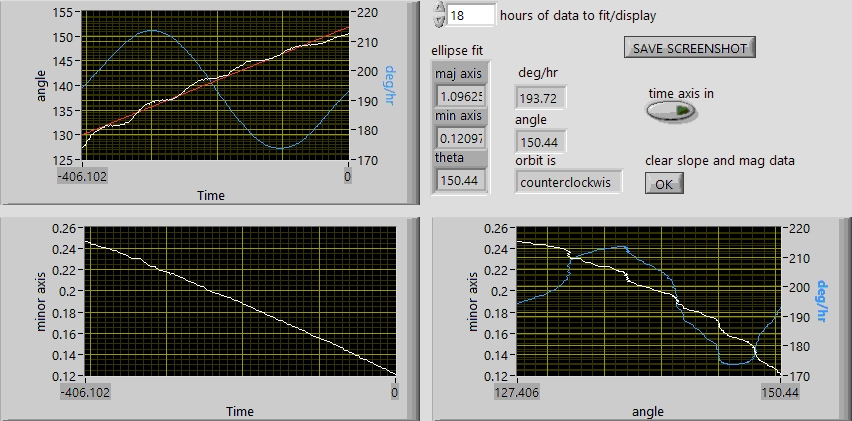 18 hours of data to fit/display
SAVE SCREENSHOT
155
150
145
140
135
130
125
angle
220
210
200
190
180
170
deg/hr
-406.102
0
Time
ellipse fit
maj axis
1.0962
min axis
0.12097
theta
150.44
deg/hr
193.72
angle
150.44
orbit is
counterclockwis
time axis in
clear slope and mag data
OK
0.26
0.24
0.22
0.2
0.18
0.16
0.14
0.12
minor axis
-406.102
0
Time
0.26
0.24
0.22
0.2
0.18
0.16
0.14
0.12
minor axis
220
210
200
190
180
170
deg/hr
127.406
150.44
angle